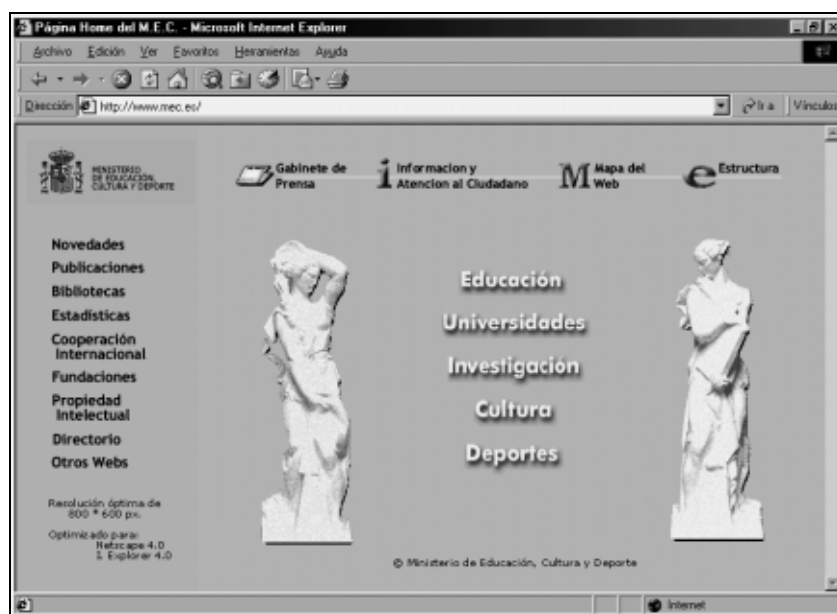 Página Home del M.E.C. - Microsoft Internet Explorer
Archivo Edición Ver Favoritos Herramientas Ayuda
Dirección http://www.mec.es/ Ir a Vínculos
MINISTERIO
DE EDUCACIÓN,
CULTURA Y DEPORTE
Gabinete de
Prensa
Informacion y
Atencion al Ciudadano
Mapa del
Web
Estructura
Novedades
Publicaciones
Bibliotecas
Estadísticas
Cooperación
Internacional
Fundaciones
Propiedad
Intelectual
Directorio
Otros Webs
Resolución óptima de
800 * 600 px.
Optimizado para:
Netscape 4.0
I. Explorer 4.0
Educación
Universidades
Investigación
Cultura
Deportes
© Ministerio de Educación, Cultura y Deporte
Internet